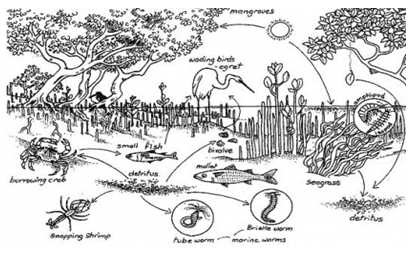 mangroves
wading birds
-egret
small fish
bivalve
burrowing crab
detritus
mullet
seagrass
detritus
snapping shrimp
tube worm
Bristle worm
marine worms